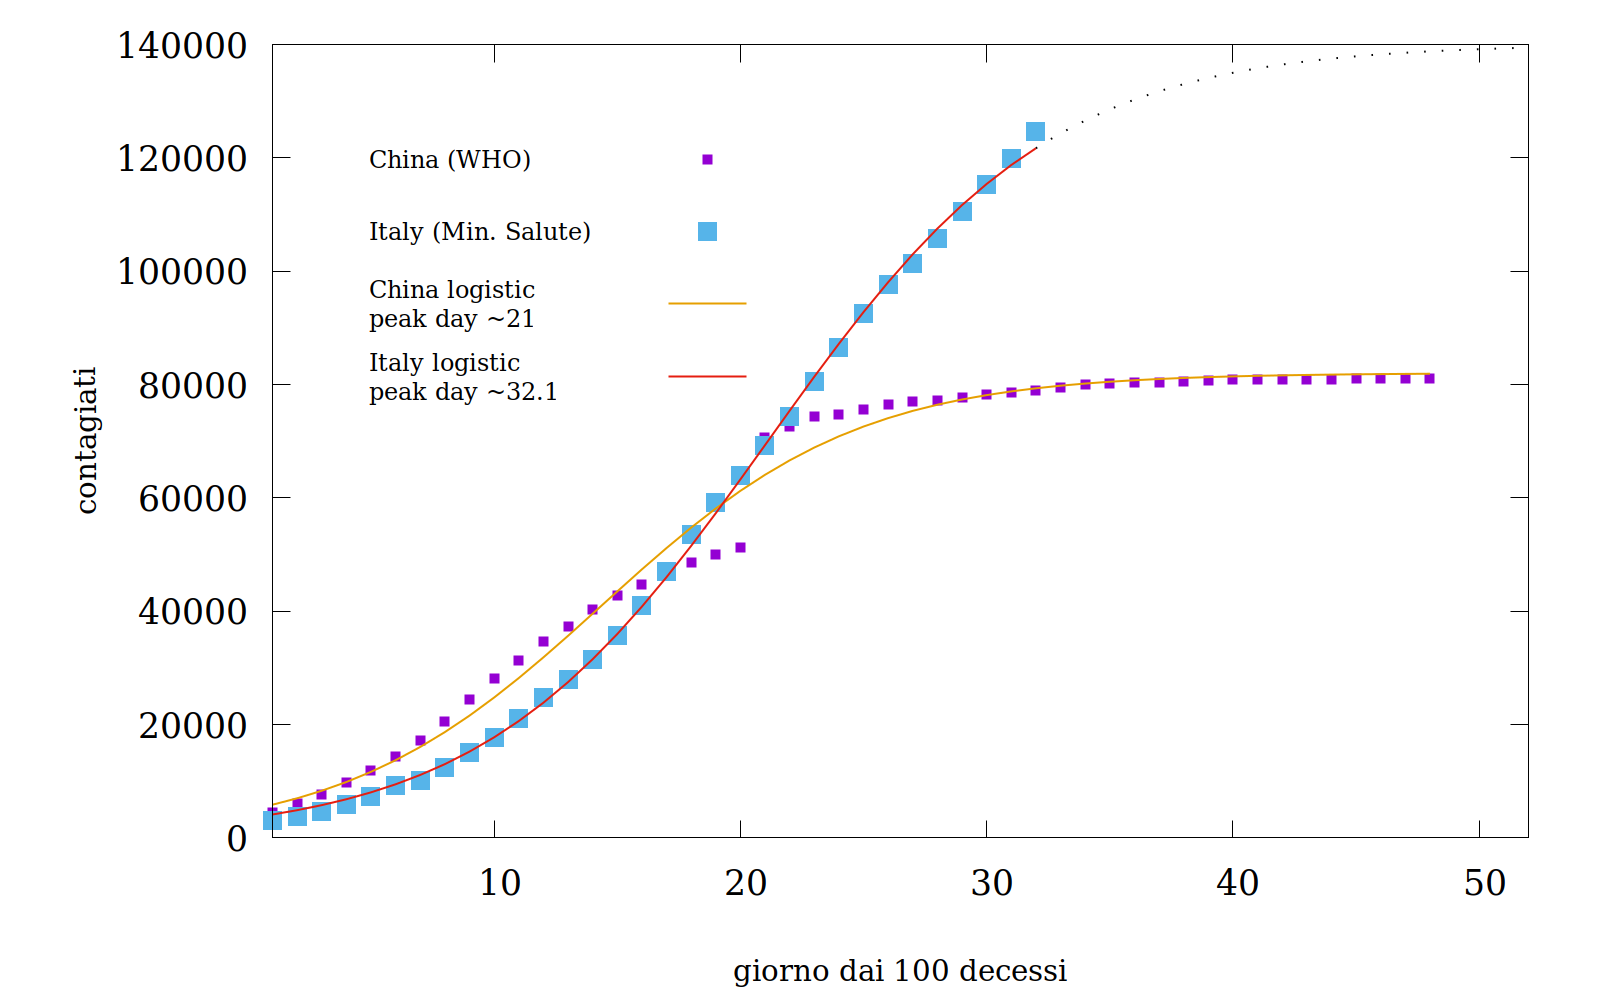 140000
120000
100000
80000
60000
40000
20000
0
contagiati
China (WHO)
Italy (Min. Salute)
China logistic
peak day ~21
Italy logistic
peak day ~32.1
10 20 30 40 50
giorno dai 100 decessi